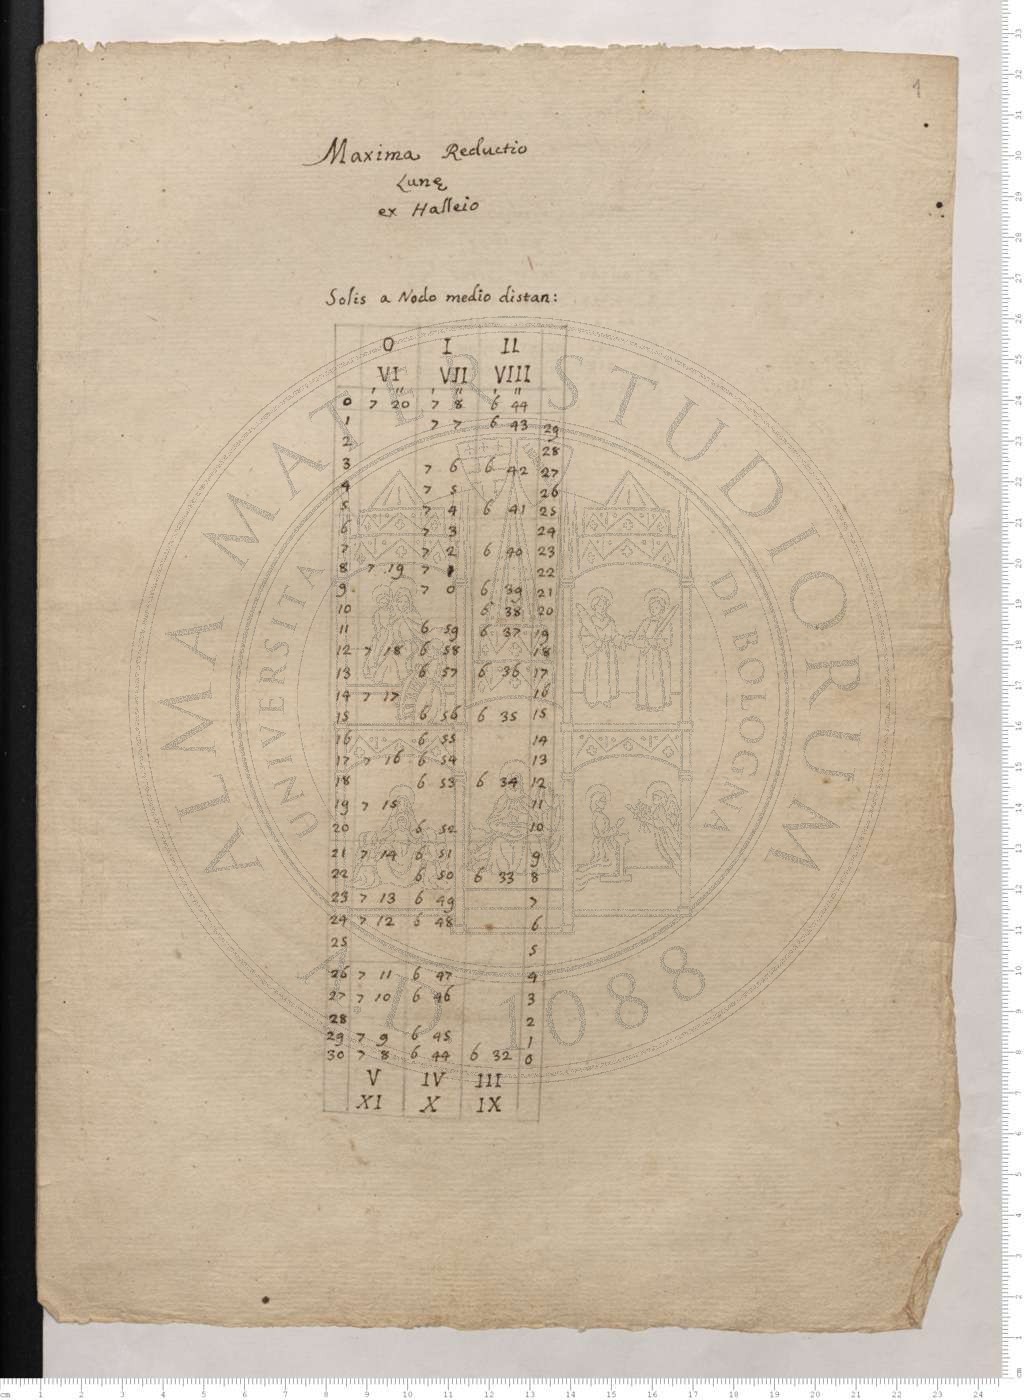 1
Maxima Reductio
Lunę
ex Halleio
Solis a Nodo medio distan:
O I II
VI VII VIII
' '' ' '' ' ''
0 7 20 7 8 6 44
1 7 7 6 43 29
2 28
3 7 6 6 42 27
4 7 5 26
5 7 4 6 41 25
6 7 3 24
7 7 2 6 40 23
8 7 19 7 1 22
9 7 0 6 39 21
10 6 38 20
11 6 59 6 37 19
12 7 18 6 58 18
13 6 57 6 36 17
14 7 17 16
15 6 56 6 35 15
16 6 55 14
17 7 16 6 54 13
18 6 53 6 34 12
19 7 15 11
20 6 52 10
21 7 14 6 51 9
22 6 50 6 33 8
23 7 13 6 49 7
24 7 12 6 48 6
25 5
26 7 11 6 47 4
27 7 10 6 46 3
28 2
29 7 9 6 45 1
30 7 8 6 44 6 32 0
V IV III
XI X IX
ALMA MATER STUDIORUM
UNIVERSITA DI BOLOGNA
A.D. 1088